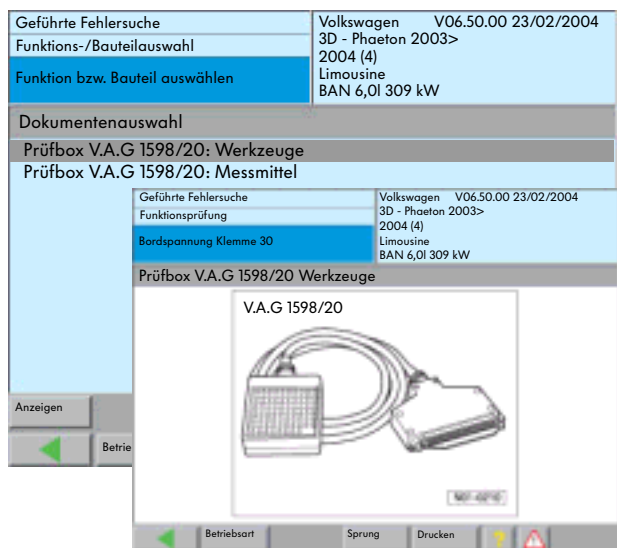 Geführte Fehlersuche
Funktions-/Bauteilauswahl
Funktion bzw. Bauteil auswählen
Volkswagen V06.50.00 23/02/2004
3D - Phaeton 2003>
2004 (4)
Limousine
BAN 6,0l 309 kW
Dokumentenauswahl
Prüfbox V.A.G 1598/20: Werkzeuge
Prüfbox V.A.G 1598/20: Messmittel
Geführte Fehlersuche
Funktionsprüfung
Bordspannung Klemme 30
Volkswagen V06.50.00 23/02/2004
3D - Phaeton 2003>
2004 (4)
Limousine
BAN 6,0l 309 kW
Prüfbox V.A.G 1598/20 Werkzeuge
V.A.G 1598/20
Anzeigen
Betrie
Betriebsart
Sprung
Drucken
?